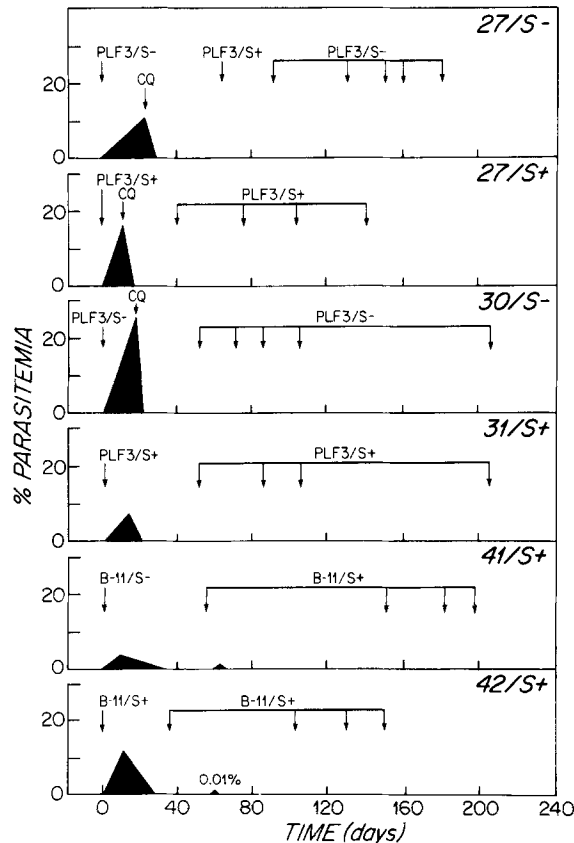 27/S-
PLF3/S- PLF3/S+ PLF3/S-
CQ
20
0
27/S+
PLF3/S+
CQ PLF3/S+
20
0
30/S-
CQ
PLF3/S- PLF3/S-
20
0
31/S+
PLF3/S+ PLF3/S+
20
0
41/S+
B-11/S- B-11/S+
20
0
42/S+
B-11/S+ B-11/S+
20
0.01%
0
% PARASITEMIA
0 40 80 120 160 200 240
TIME (days)